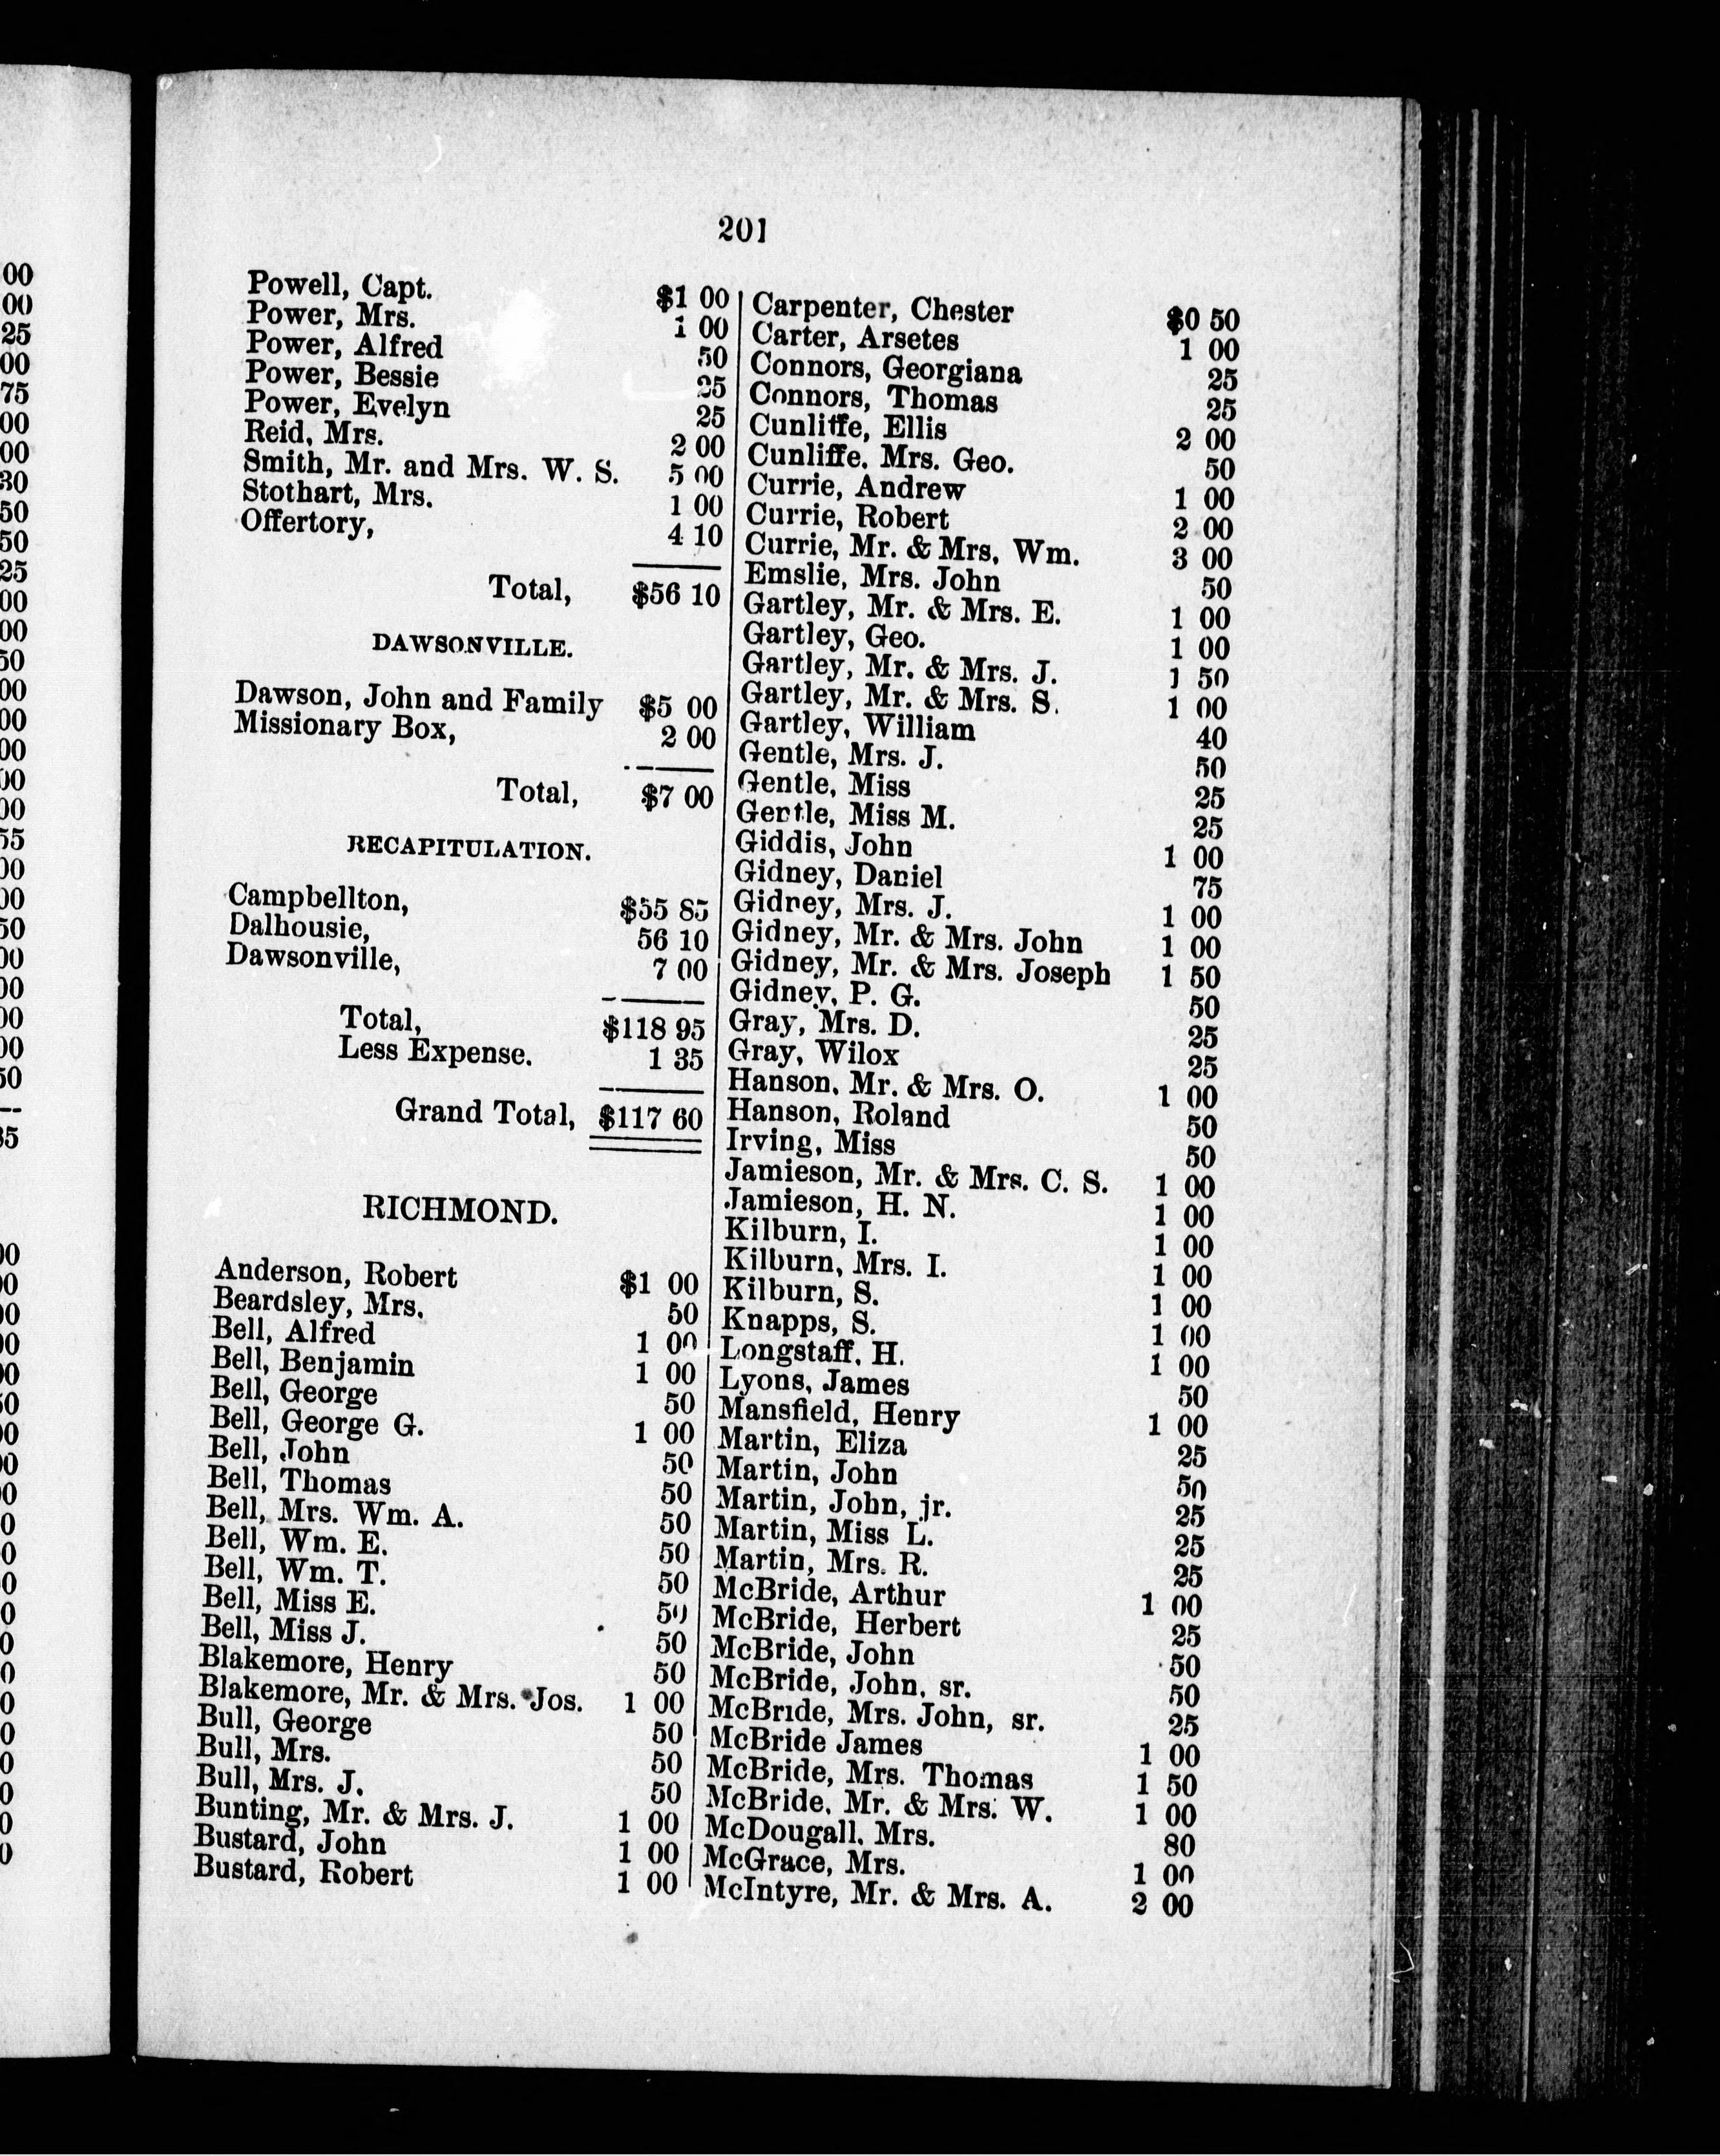 201
Powell, Capt. $1 00
Power, Mrs. 1 00
Power, Alfred 50
Power, Bessie 25
Power, Evelyn 25
Reid, Mrs. 2 00
Smith, Mr. and Mrs. W. S. 5 00
Stothart, Mrs. 1 00
Offertory, 4 10
Total, $56 10
DAWSONVILLE.
Dawson, John and Family $5 00
Missionary Box, 2 00
Total, $7 00
RECAPITULATION.
Campbellton, $55 85
Dalhousie, 56 10
Dawsonville, 7 00
Total, $118 95
Less Expense. 1 35
Grand Total, $117 60
RICHMOND.
Anderson, Robert $1 00
Beardsley, Mrs. 50
Bell, Alfred 1 00
Bell, Benjamin 1 00
Bell, George 50
Bell, George G. 1 00
Bell, John 50
Bell, Thomas 50
Bell, Mrs. Wm. A. 50
Bell, Wm. E. 50
Bell, Wm. T. 50
Bell, Miss E. 50
Bell, Miss J. 50
Blakemore, Henry 50
Blakemore, Mr. & Mrs. Jos. 1 00
Bull, George 50
Bull, Mrs. 50
Bull, Mrs. J. 50
Bunting, Mr. & Mrs. J. 1 00
Bustard, John 1 00
Bustard, Robert 1 00
Carpenter, Chester $0 50
Carter, Arsetes 1 00
Connors, Georgiana 25
Connors, Thomas 25
Cunliffe, Ellis 2 00
Cunliffe. Mrs. Geo. 50
Currie, Andrew 1 00
Currie, Robert 2 00
Currie, Mr. & Mrs. Wm. 3 00
Emslie, Mrs. John 50
Gartley, Mr. & Mrs. E. 1 00
Gartley, Geo. 1 00
Gartley, Mr. & Mrs. J. 1 50
Gartley, Mr. & Mrs. S. 1 00
Gartley, William 40
Gentle, Mrs. J. 50
Gentle, Miss 25
Gentle, Miss M. 25
Giddis, John 1 00
Gidney, Daniel 75
Gidney, Mrs. J. 1 00
Gidney, Mr. & Mrs. John 1 00
Gidney, Mr. & Mrs. Joseph 1 50
Gidney, P. G. 50
Gray, Mrs. D. 25
Gray, Wilox 25
Hanson, Mr. & Mrs. O. 1 00
Hanson, Roland 50
Irving, Miss 50
Jamieson, Mr. & Mrs. C. S. 1 00
Jamieson, H. N. 1 00
Kilburn, I. 1 00
Kilburn, Mrs. I. 1 00
Kilburn, S. 1 00
Knapps, S. 1 00
Longstaff, H. 1 00
Lyons, James 50
Mansfield, Henry 1 00
Martin, Eliza 25
Martin, John 50
Martin, John, jr. 25
Martin, Miss L. 25
Martin, Mrs. R. 25
McBride, Arthur 1 00
McBride, Herbert 25
McBride, John 50
McBride, John, sr. 50
McBride, Mrs. John, sr. 25
McBride James 1 00
McBride, Mrs. Thomas 1 50
McBride. Mr. & Mrs. W. 1 00
McDougall. Mrs. 80
McGrace, Mrs. 1 00
McIntyre, Mr. & Mrs. A. 2 00